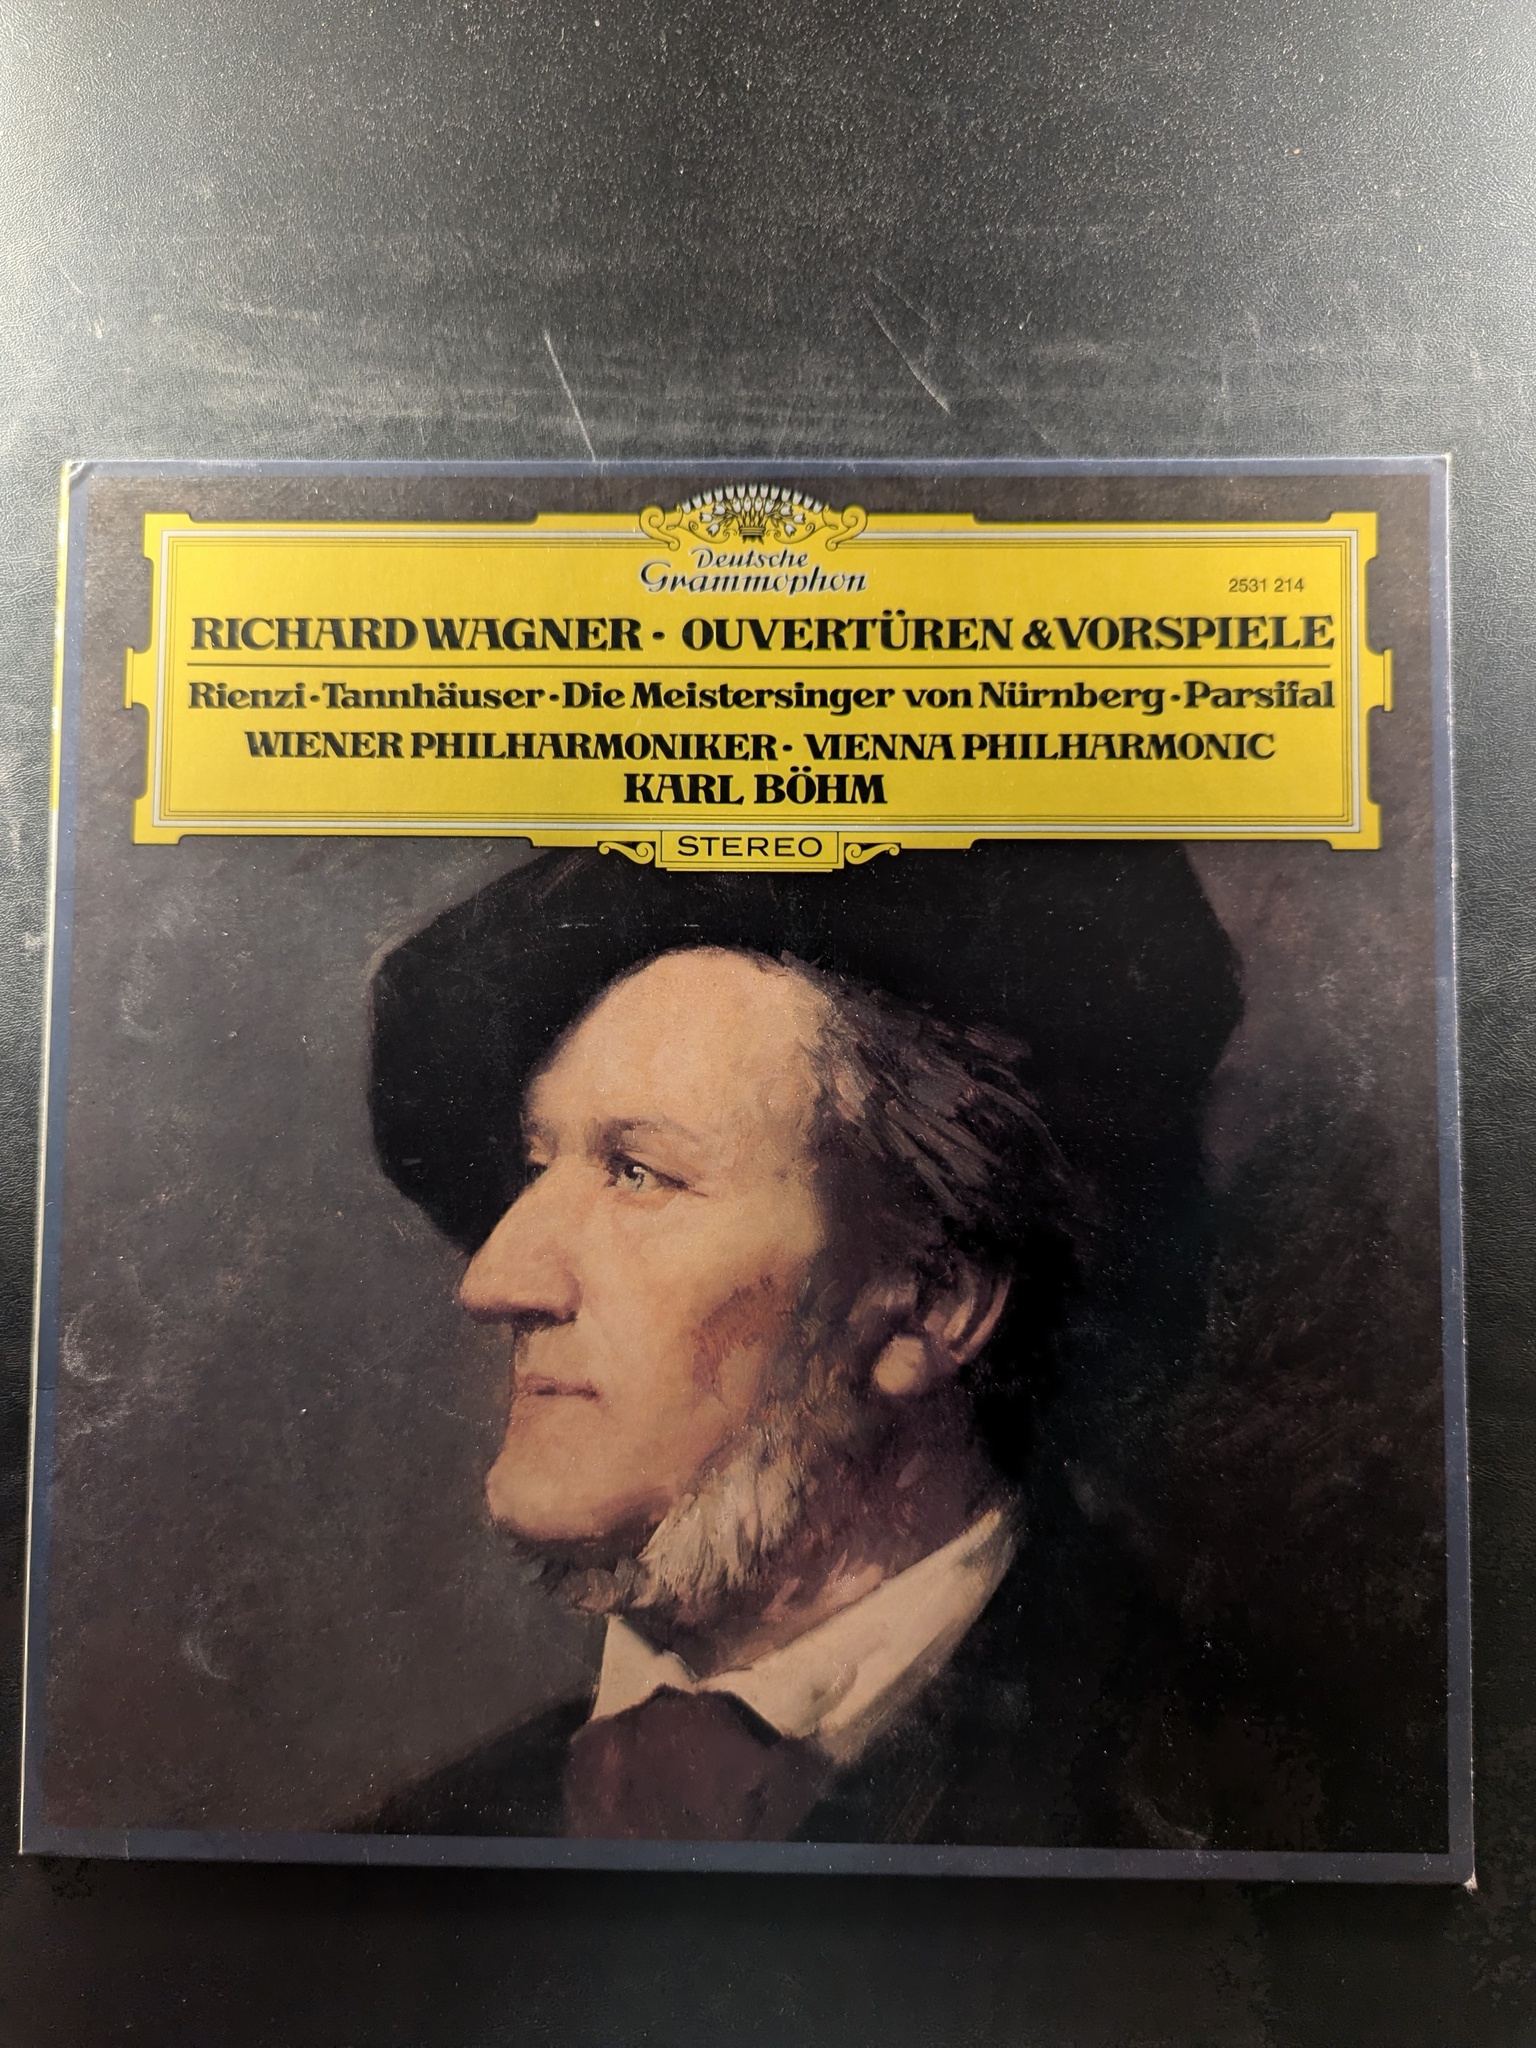 Deutsche
Grammophon
2531 214
RICHARD WAGNER · OUVERTÜREN & VORSPIELE
Rienzi · Tannhäuser · Die Meistersinger von Nürnberg · Parsifal
WIENER PHILHARMONIKER · VIENNA PHILHARMONIC
KARL BÖHM
STEREO